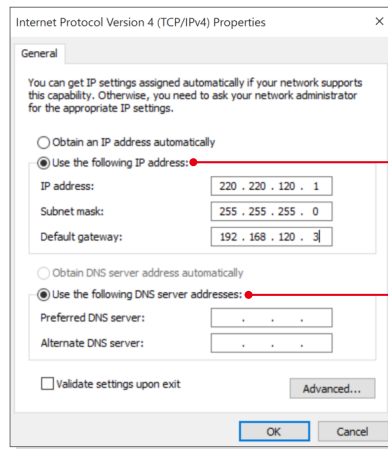 Internet Protocol Version 4 (TCP/IPv4) Properties
General
You can get IP settings assigned automatically if your network supports
this capability. Otherwise, you need to ask your network administrator
for the appropriate IP settings.
Obtain an IP address automatically
Use the following IP address:
IP address: 220 . 220 . 120 . 1
Subnet mask: 255 . 255 . 255 . 0
Default gateway: 192 . 168 . 120 . 3
Obtain DNS server address automatically
Use the following DNS server addresses:
Preferred DNS server: . . .
Alternate DNS server: . . .
Validate settings upon exit
Advanced...
OK Cancel